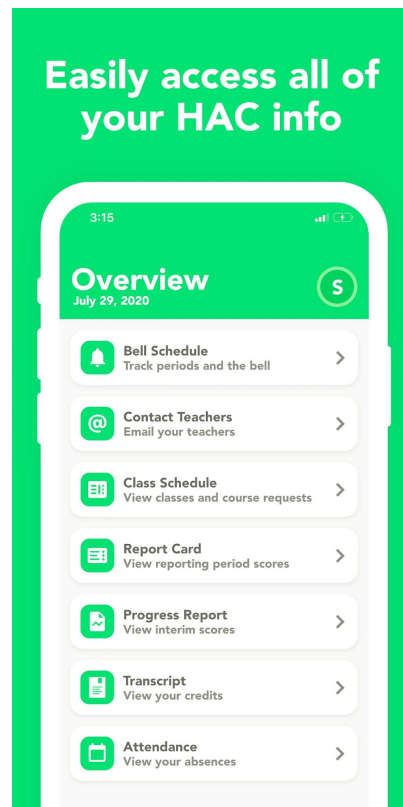 Easily access all of
your HAC info
3:15
Overview
July 29, 2020
S
Bell Schedule
Track periods and the bell
@
Contact Teachers
Email your teachers
Class Schedule
View classes and course requests
Report Card
View reporting period scores
Progress Report
View interim scores
Transcript
View your credits
Attendance
View your absences